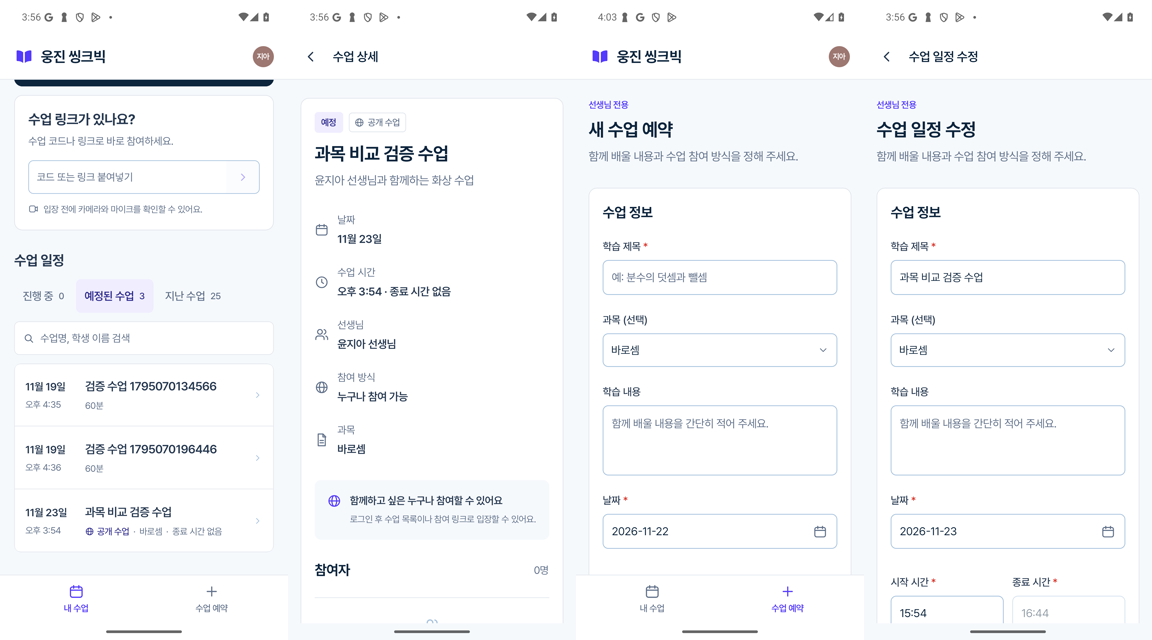 3:56
웅진 씽크빅
지아
수업 링크가 있나요?
수업 코드나 링크로 바로 참여하세요.
코드 또는 링크 붙여넣기
입장 전에 카메라와 마이크를 확인할 수 있어요.
수업 일정
진행 중 0 예정된 수업 3 지난 수업 25
수업명, 학생 이름 검색
11월 19일 검증 수업 1795070134566
오후 4:35 60분
11월 19일 검증 수업 1795070196446
오후 4:36 60분
11월 23일 과목 비교 검증 수업
오후 3:54 공개 수업 · 바로셈 · 종료 시간 없음
내 수업 수업 예약
3:56
수업 상세
예정 공개 수업
과목 비교 검증 수업
윤지아 선생님과 함께하는 화상 수업
날짜
11월 23일
수업 시간
오후 3:54 · 종료 시간 없음
선생님
윤지아 선생님
참여 방식
누구나 참여 가능
과목
바로셈
함께하고 싶은 누구나 참여할 수 있어요
로그인 후 수업 목록이나 참여 링크로 입장할 수 있어요.
참여자 0명
4:03
웅진 씽크빅
지아
선생님 전용
새 수업 예약
함께 배울 내용과 수업 참여 방식을 정해 주세요.
수업 정보
학습 제목 *
예: 분수의 덧셈과 뺄셈
과목 (선택)
바로셈
학습 내용
함께 배울 내용을 간단히 적어 주세요.
날짜 *
2026-11-22
내 수업 수업 예약
3:56
수업 일정 수정
선생님 전용
수업 일정 수정
함께 배울 내용과 수업 참여 방식을 정해 주세요.
수업 정보
학습 제목 *
과목 비교 검증 수업
과목 (선택)
바로셈
학습 내용
함께 배울 내용을 간단히 적어 주세요.
날짜 *
2026-11-23
시작 시간 * 종료 시간 *
15:54 16:44